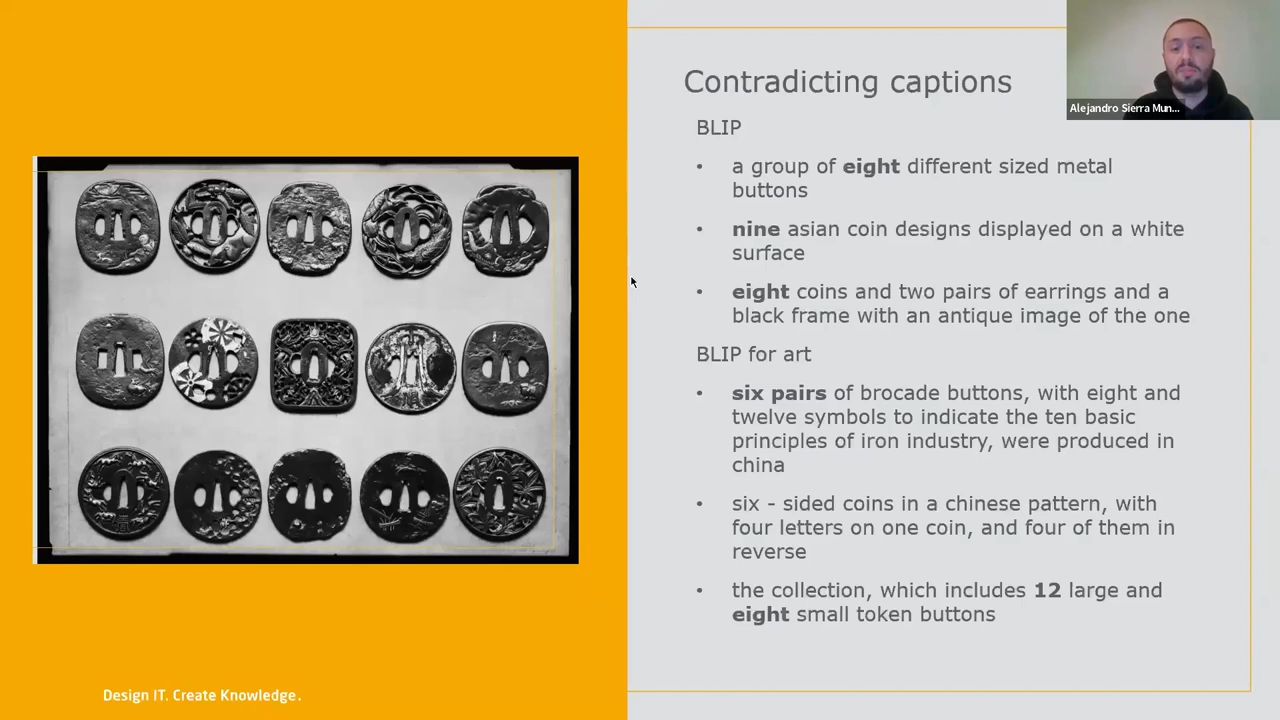 Contradicting captions
Alejandro Sierra Mun...
BLIP
• a group of eight different sized metal
buttons
• nine asian coin designs displayed on a white
surface
• eight coins and two pairs of earrings and a
black frame with an antique image of the one
BLIP for art
• six pairs of brocade buttons, with eight and
twelve symbols to indicate the ten basic
principles of iron industry, were produced in
china
• six - sided coins in a chinese pattern, with
four letters on one coin, and four of them in
reverse
• the collection, which includes 12 large and
eight small token buttons
Design IT. Create Knowledge.